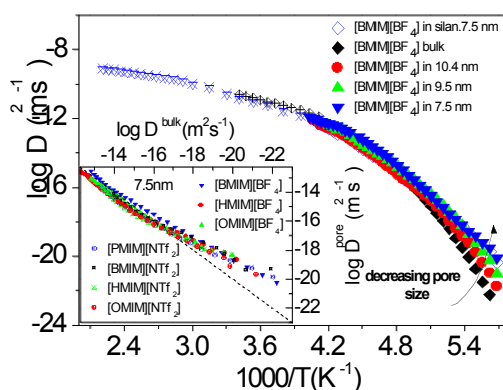 [BMIM][BF4] in silan.7.5 nm
[BMIM][BF4] bulk
[BMIM][BF4] in 10.4 nm
[BMIM][BF4] in 9.5 nm
[BMIM][BF4] in 7.5 nm
log D (m2s-1)
-8
-12
-16
-20
-24
log Dbulk(m2s-1)
-14 -16 -18 -20 -22
7.5nm
[BMIM][BF4]
[HMIM][BF4]
[OMIM][BF4]
[PMIM][NTf2]
[BMIM][NTf2]
[HMIM][NTf2]
[OMIM][NTf2]
-14
-16
-18
-20
-22
log Dpore (m2s-1)
decreasing pore
size
2.4 3.0 3.6 4.2 4.8 5.4
1000/T(K-1)